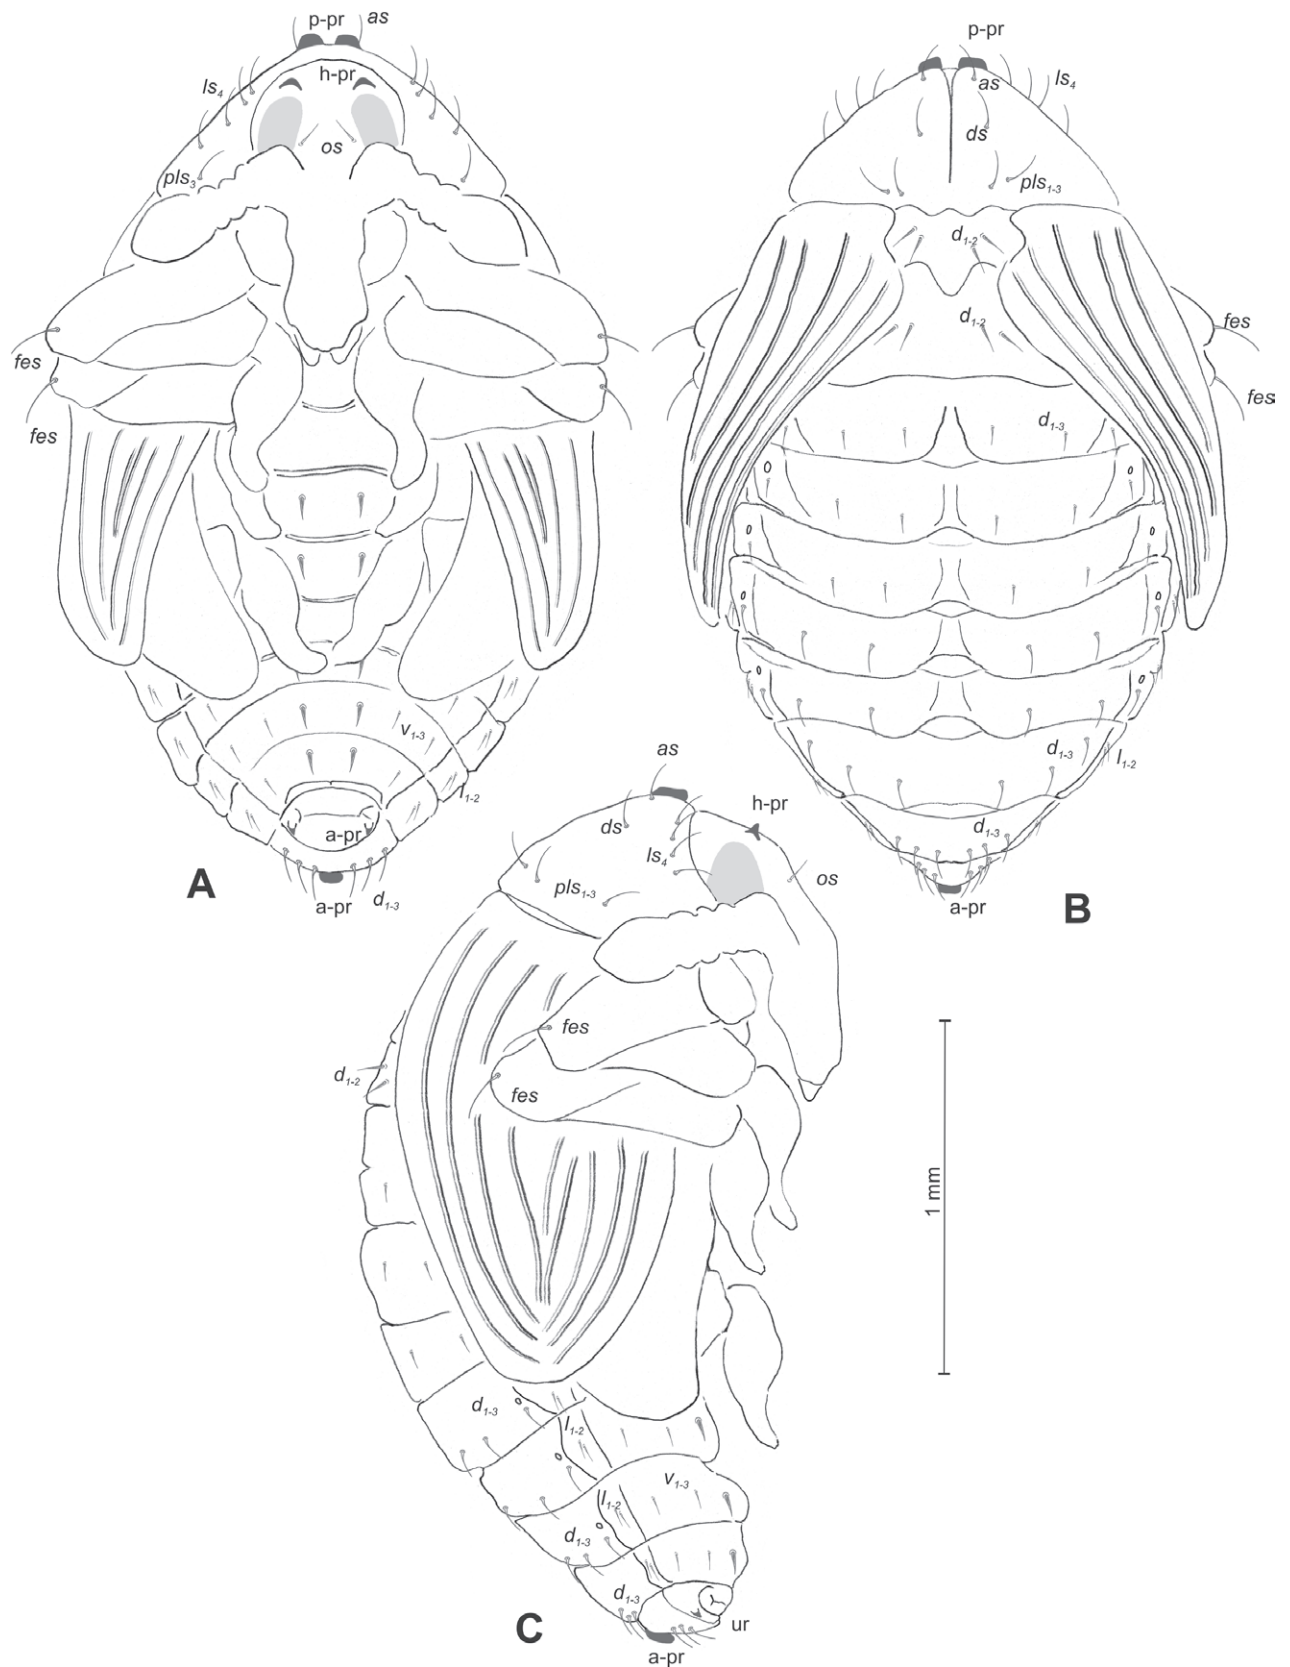 p-pr as
h-pr
ls4
os
pls3
fes
fes
v1-3
l1-2
a-pr
A
a-pr d1-3
p-pr
as ls4
ds
pls1-3
d1-2
d1-2
fes
fes
d1-3
d1-3 l1-2
d1-3
a-pr
B
as
h-pr
ds
ls4
os
pls1-3
fes
d1-2
fes
1 mm
d1-3
l1-2
v1-3
l1-2
d1-3
d1-3
ur
C
a-pr